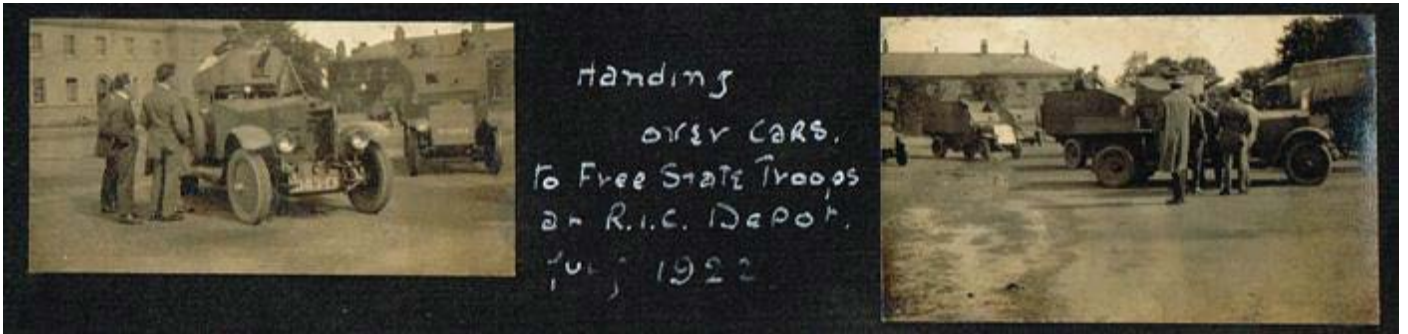 Handing
over CARS.
To Free State Troops
at R.I.C. Depot.
July 1922